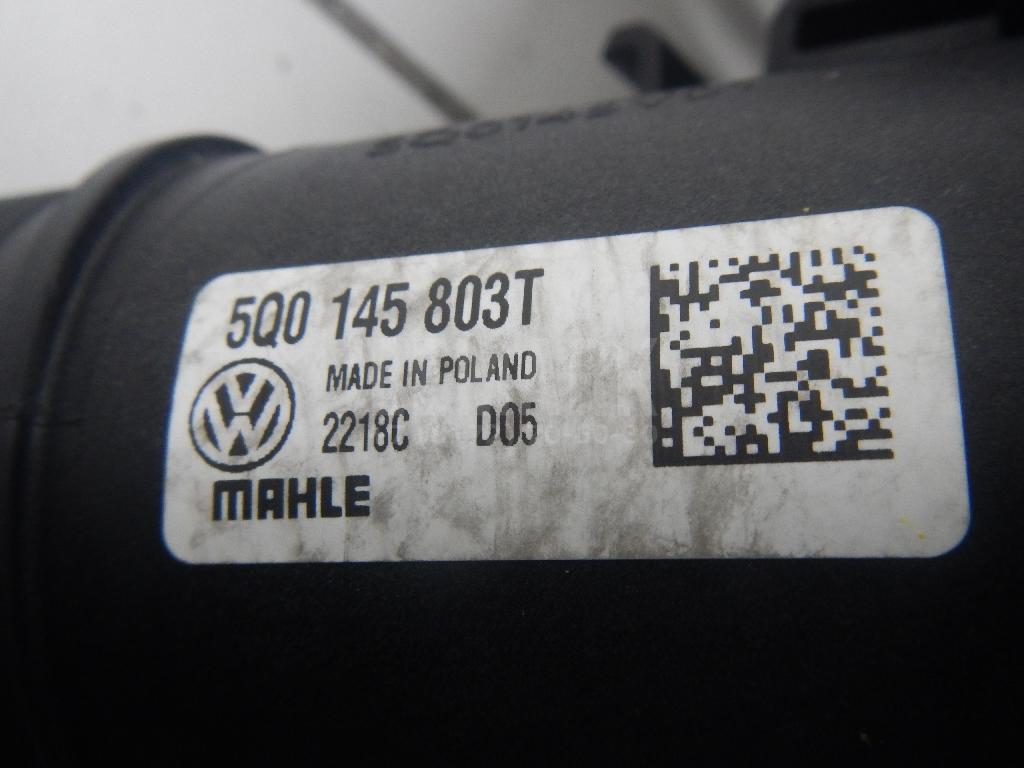 5Q0 145 803T
MADE IN POLAND
2218C D05
MAHLE